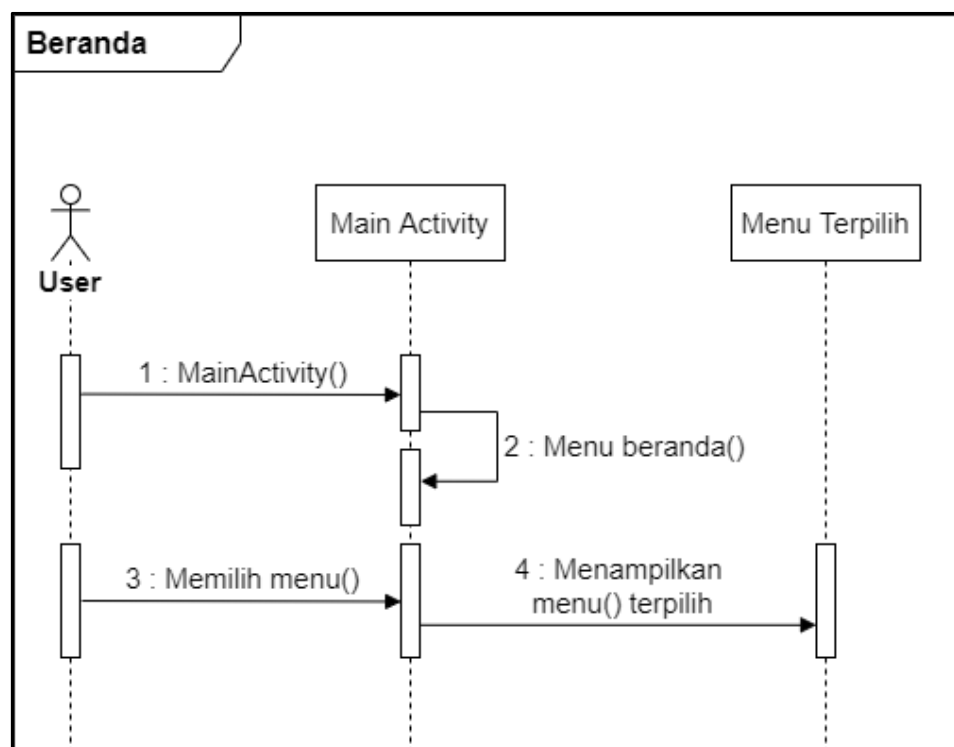 Beranda
Main Activity
Menu Terpilih
User
1 : MainActivity()
2 : Menu beranda()
3 : Memilih menu()
4 : Menampilkan
menu() terpilih